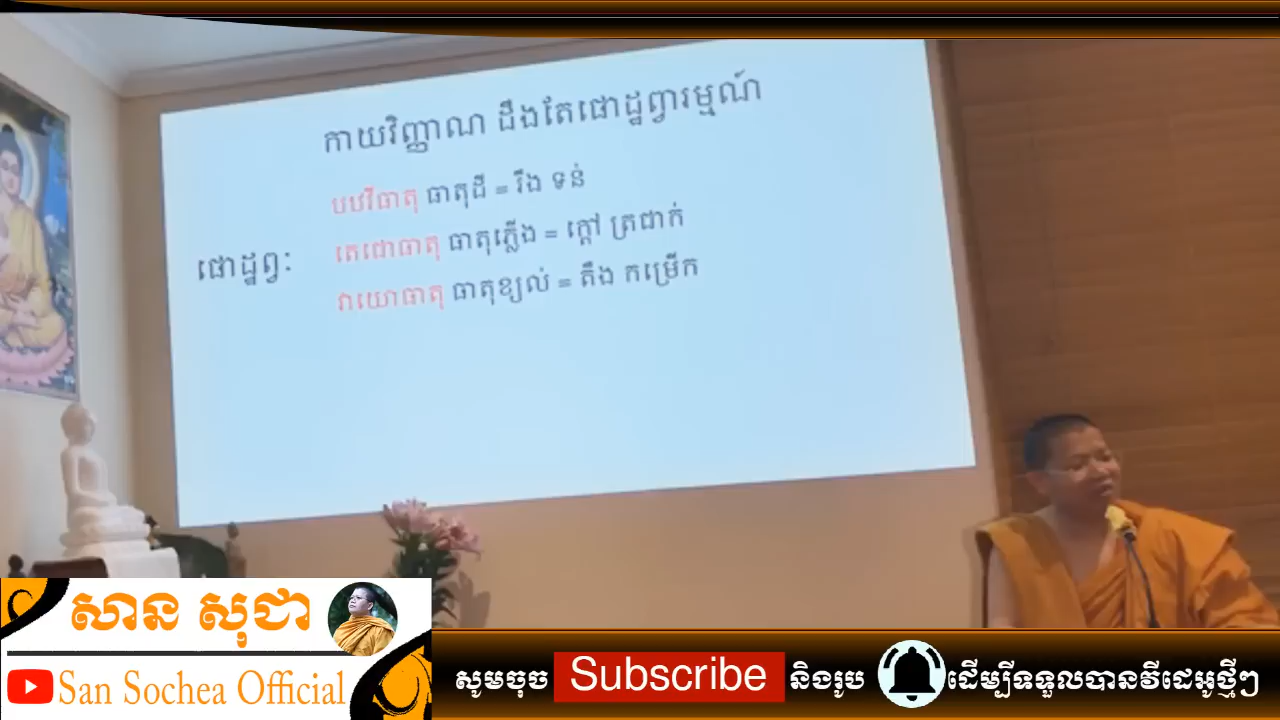 កាយវិញ្ញាណ ដឹងតែផោដ្ឋព្វារម្មណ៍
បឋវីធាតុ ធាតុដី = រឹង ទន់
ផោដ្ឋព្វៈ
តេជោធាតុ ធាតុភ្លើង = ក្ដៅ ត្រជាក់
វាយោធាតុ ធាតុខ្យល់ = តឹង កម្រើក
សាន សុជា
San Sochea Official
សូមចុច Subscribe និងរូប ដើម្បីទទួលបានវីដេអូថ្មីៗ